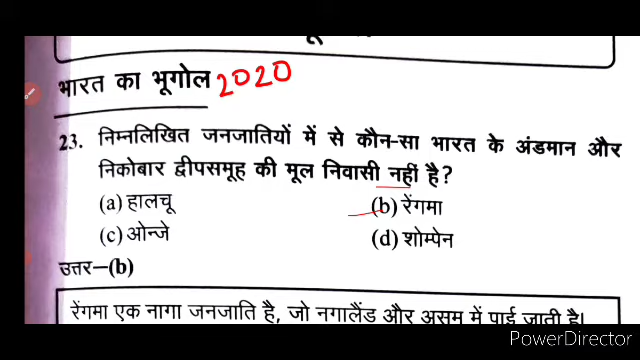 भारत का भूगोल 2020
23. निम्नलिखित जनजातियों में से कौन-सा भारत के अंडमान और
निकोबार द्वीपसमूह की मूल निवासी नहीं है?
(a) हालचू (b) रेंगमा
(c) ओन्जे (d) शोम्पेन
उत्तर–(b)
रेंगमा एक नागा जनजाति है, जो नगालैंड और असम में पाई जाती है।
PowerDirector